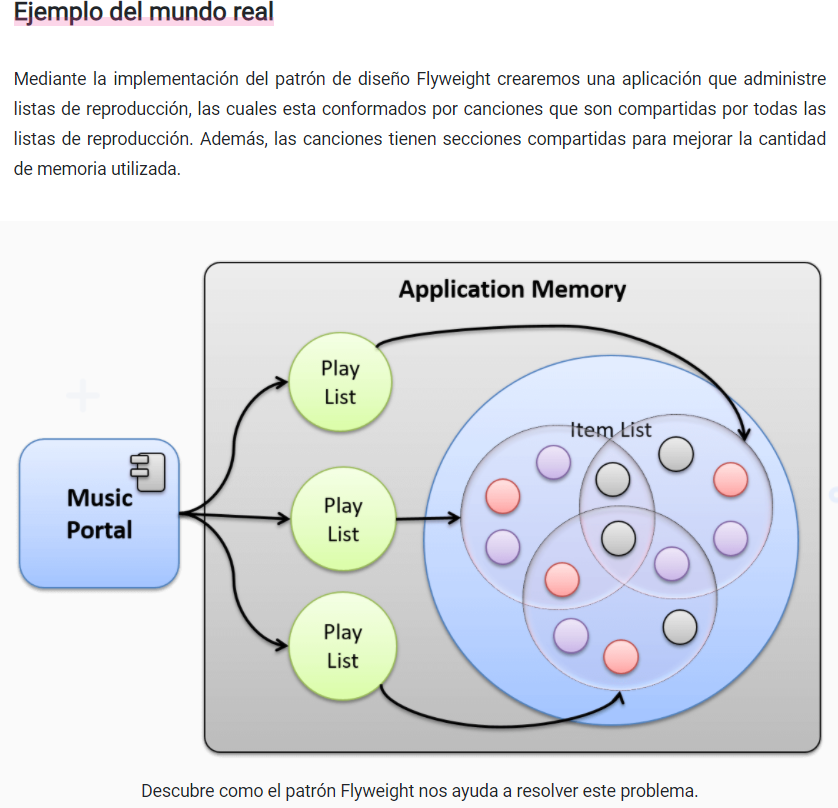 Ejemplo del mundo real
Mediante la implementación del patrón de diseño Flyweight crearemos una aplicación que administre
listas de reproducción, las cuales esta conformados por canciones que son compartidas por todas las
listas de reproducción. Además, las canciones tienen secciones compartidas para mejorar la cantidad
de memoria utilizada.
Application Memory
Play
List
Item List
Music
Portal
Play
List
Play
List
Descubre como el patrón Flyweight nos ayuda a resolver este problema.